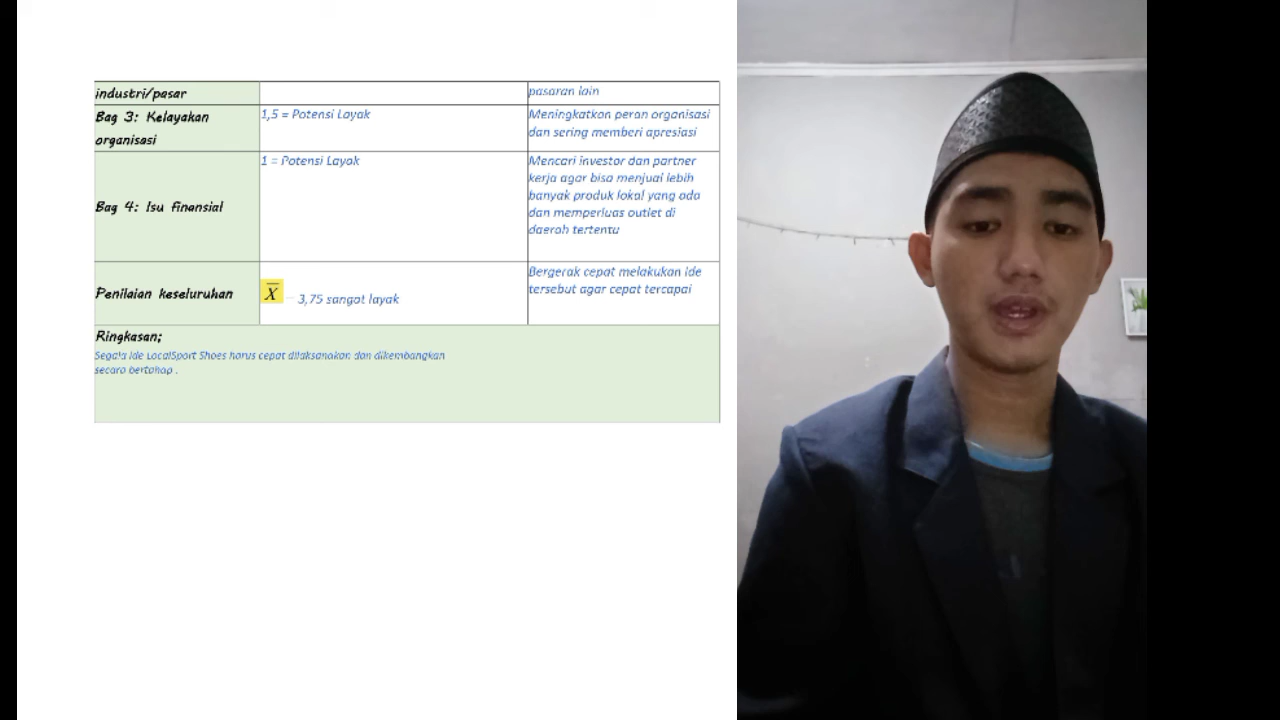 industri/pasar
pasaran lain
Bag 3: Kelayakan
organisasi
1,5 = Potensi Layak
Meningkatkan peran organisasi
dan sering memberi apresiasi
Bag 4: Isu finansial
1 = Potensi Layak
Mencari investor dan partner
kerja agar bisa menjual lebih
banyak produk lokal yang ada
dan memperluas outlet di
daerah tertentu
Penilaian keseluruhan
X̅ = 3,75 sangat layak
Bergerak cepat melakukan ide
tersebut agar cepat tercapai
Ringkasan;
Segala ide LocalSport Shoes harus cepat dilaksanakan dan dikembangkan
secara bertahap .